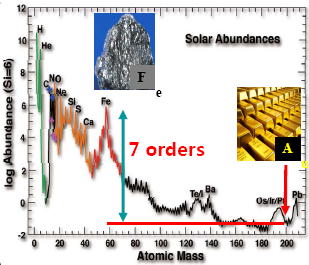 12
10
8
6
4
2
0
-2
log Abundance (Si=6)
H
He
C
NO
Ne
Si
S
Ca
Fe
F
e
Solar Abundances
7 orders
A
Te/I
Ba
Os/Ir/Pt
Pb
0 20 40 60 80 100 120 140 160 180 200
Atomic Mass